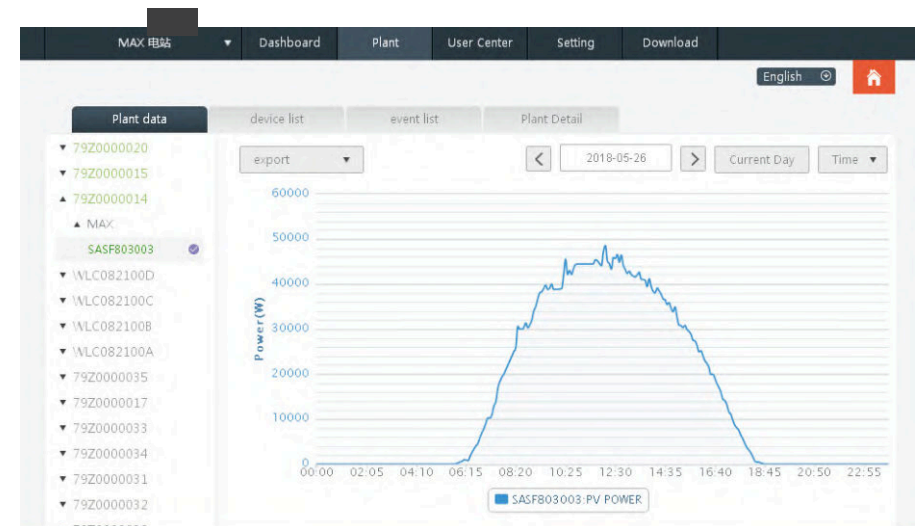 MAX 电站 ▼ Dashboard Plant User Center Setting Download
English
Plant data device list event list Plant Detail
▼ 79Z0000020
▼ 79Z0000015
▲ 79Z0000014
▲ MAX
SASF803003
▼ WLC082100D
▼ WLC082100C
▼ WLC082100B
▼ WLC082100A
▼ 79Z0000035
▼ 79Z0000017
▼ 79Z0000033
▼ 79Z0000034
▼ 79Z0000031
▼ 79Z0000032
export ▼ < 2018-05-26 > Current Day Time ▼
Power(W)
60000
50000
40000
30000
20000
10000
0
00:00 02:05 04:10 06:15 08:20 10:25 12:30 14:35 16:40 18:45 20:50 22:55
SASF803003:PV POWER